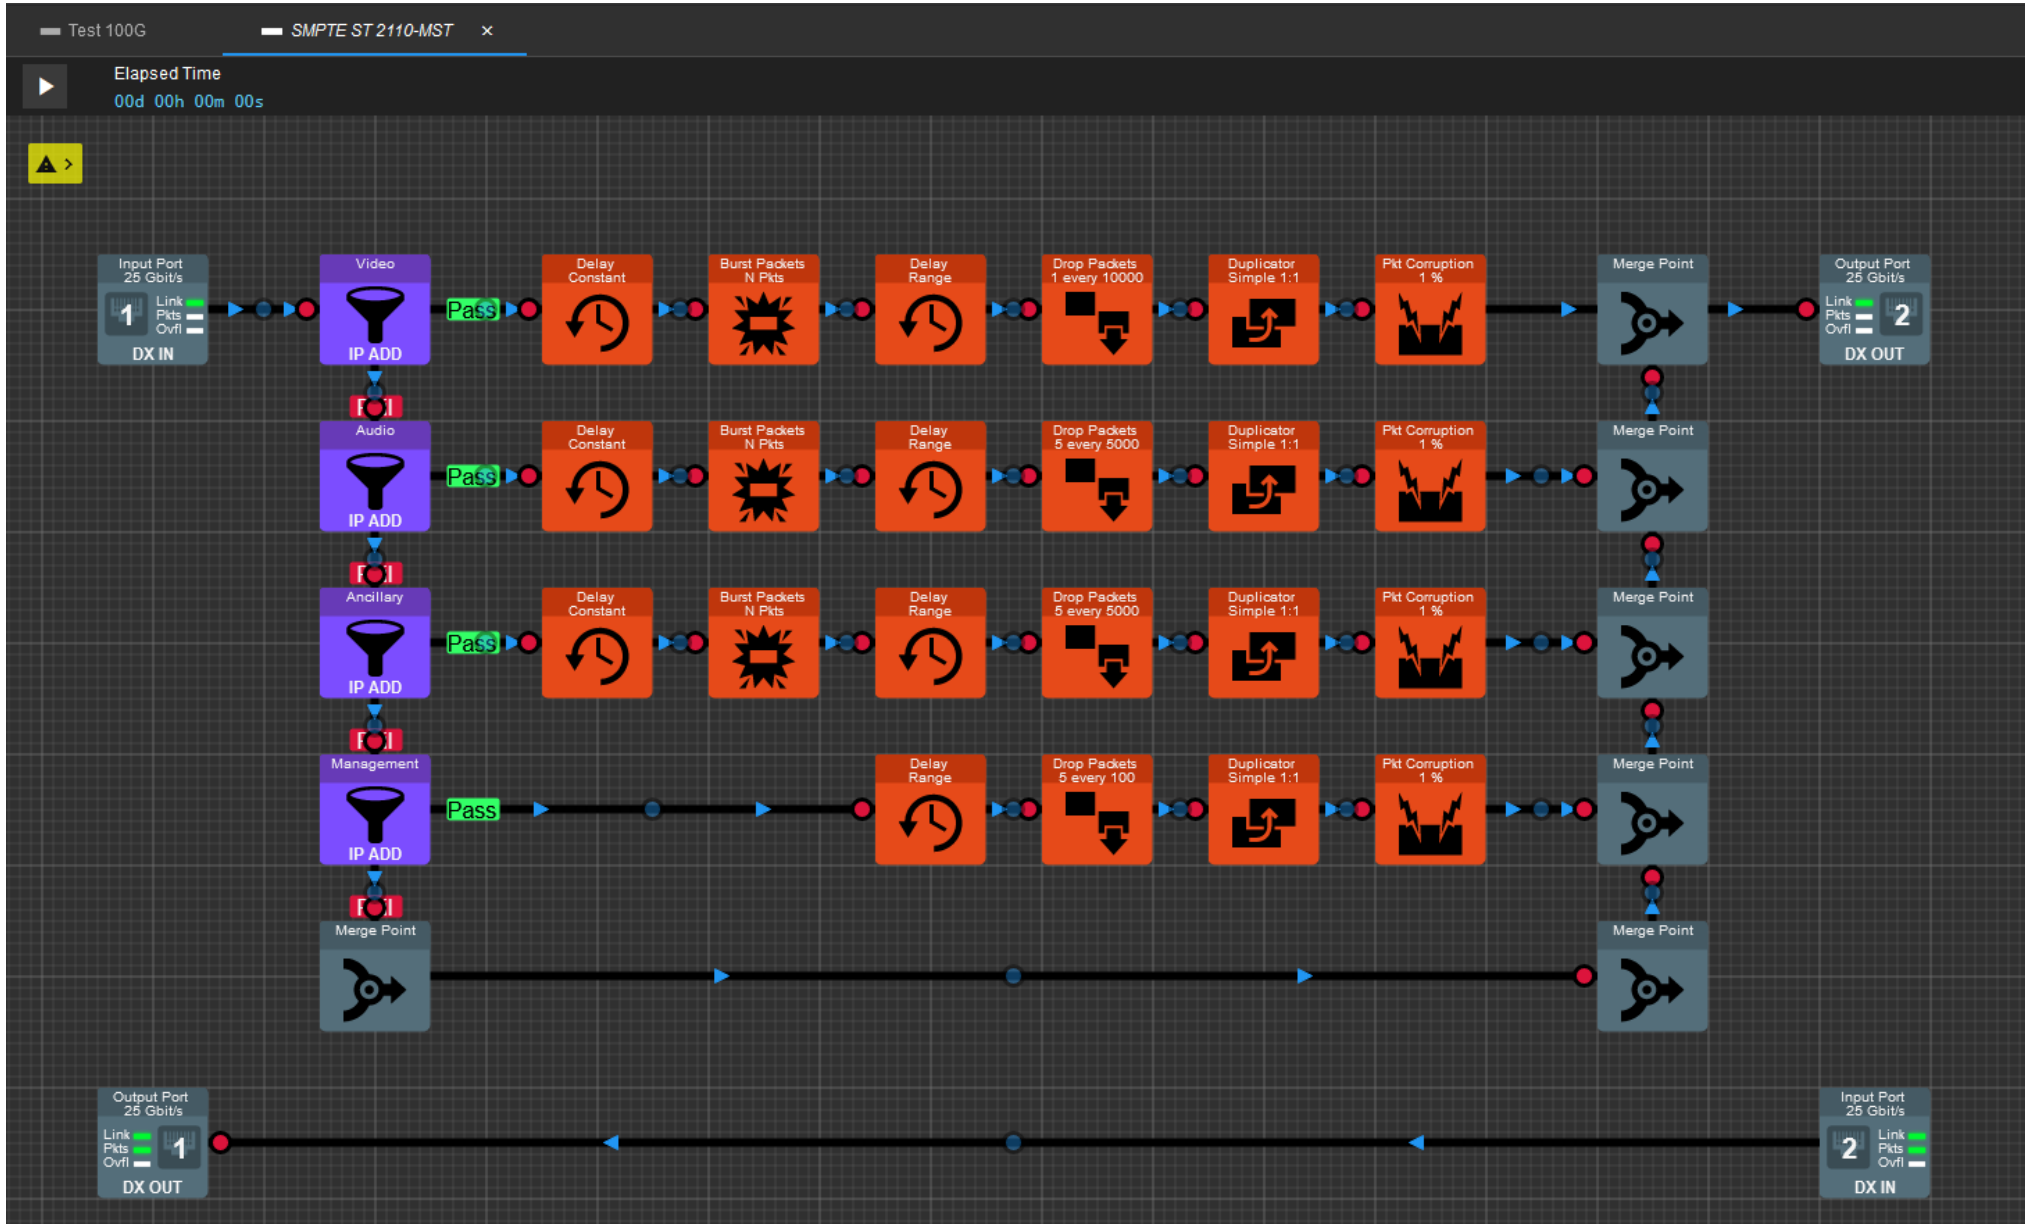 Test 100G
SMPTE ST 2110-MST
Elapsed Time
00d 00h 00m 00s
Input Port
25 Gbit/s
1
Link
Pkts
Ovfl
DX IN
Video
IP ADD
Pass
Delay
Constant
Burst Packets
N Pkts
Delay
Range
Drop Packets
1 every 10000
Duplicator
Simple 1:1
Pkt Corruption
1 %
Merge Point
Output Port
25 Gbit/s
Link
Pkts
Ovfl
2
DX OUT
Audio
IP ADD
Pass
Delay
Constant
Burst Packets
N Pkts
Delay
Range
Drop Packets
5 every 5000
Duplicator
Simple 1:1
Pkt Corruption
1 %
Merge Point
Ancillary
IP ADD
Pass
Delay
Constant
Burst Packets
N Pkts
Delay
Range
Drop Packets
5 every 5000
Duplicator
Simple 1:1
Pkt Corruption
1 %
Merge Point
Management
IP ADD
Pass
Delay
Range
Drop Packets
5 every 100
Duplicator
Simple 1:1
Pkt Corruption
1 %
Merge Point
Merge Point
Merge Point
Output Port
25 Gbit/s
Link
Pkts
Ovfl
1
DX OUT
Input Port
25 Gbit/s
2
Link
Pkts
Ovfl
DX IN